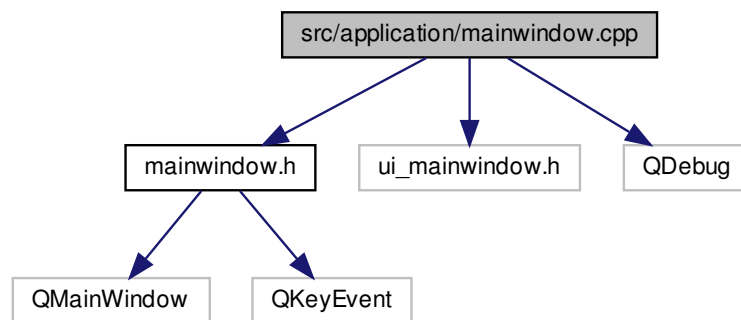 src/application/mainwindow.cpp
mainwindow.h
ui_mainwindow.h
QDebug
QMainWindow
QKeyEvent